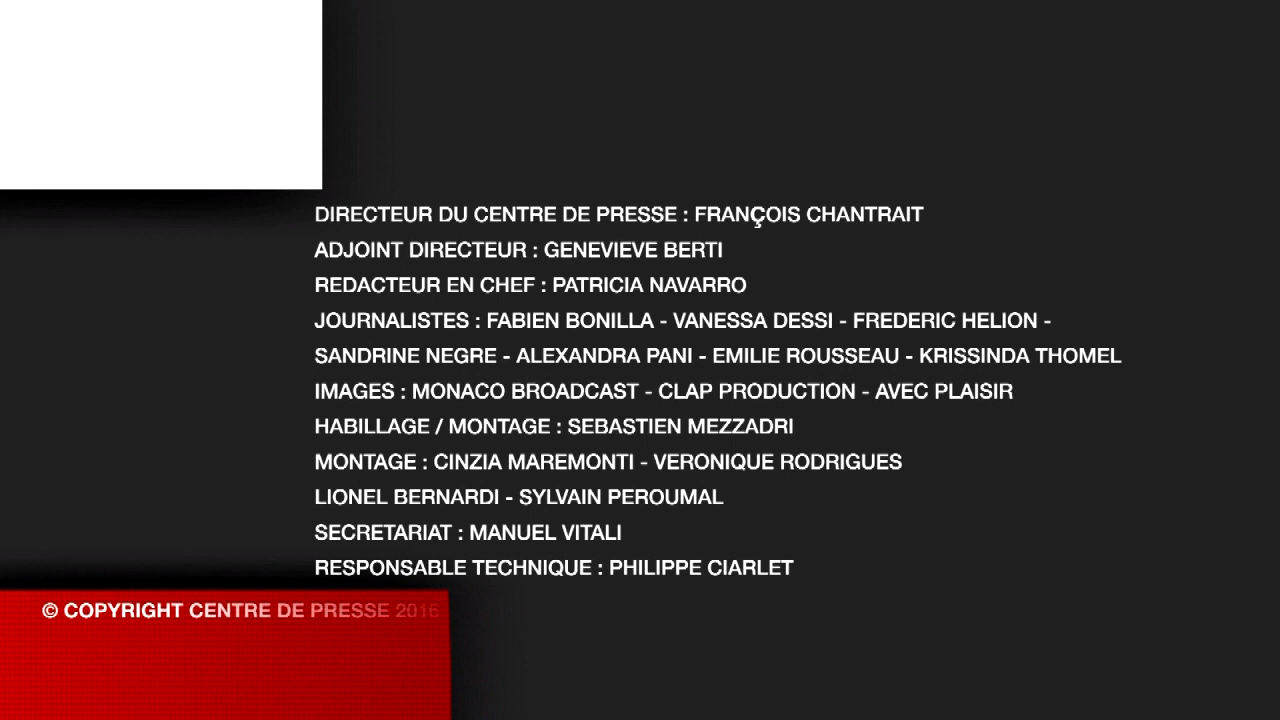 DIRECTEUR DU CENTRE DE PRESSE : FRANÇOIS CHANTRAIT
ADJOINT DIRECTEUR : GENEVIEVE BERTI
REDACTEUR EN CHEF : PATRICIA NAVARRO
JOURNALISTES : FABIEN BONILLA - VANESSA DESSI - FREDERIC HELION -
SANDRINE NEGRE - ALEXANDRA PANI - EMILIE ROUSSEAU - KRISSINDA THOMEL
IMAGES : MONACO BROADCAST - CLAP PRODUCTION - AVEC PLAISIR
HABILLAGE / MONTAGE : SEBASTIEN MEZZADRI
MONTAGE : CINZIA MAREMONTI - VERONIQUE RODRIGUES
LIONEL BERNARDI - SYLVAIN PEROUMAL
SECRETARIAT : MANUEL VITALI
RESPONSABLE TECHNIQUE : PHILIPPE CIARLET
© COPYRIGHT CENTRE DE PRESSE 2016